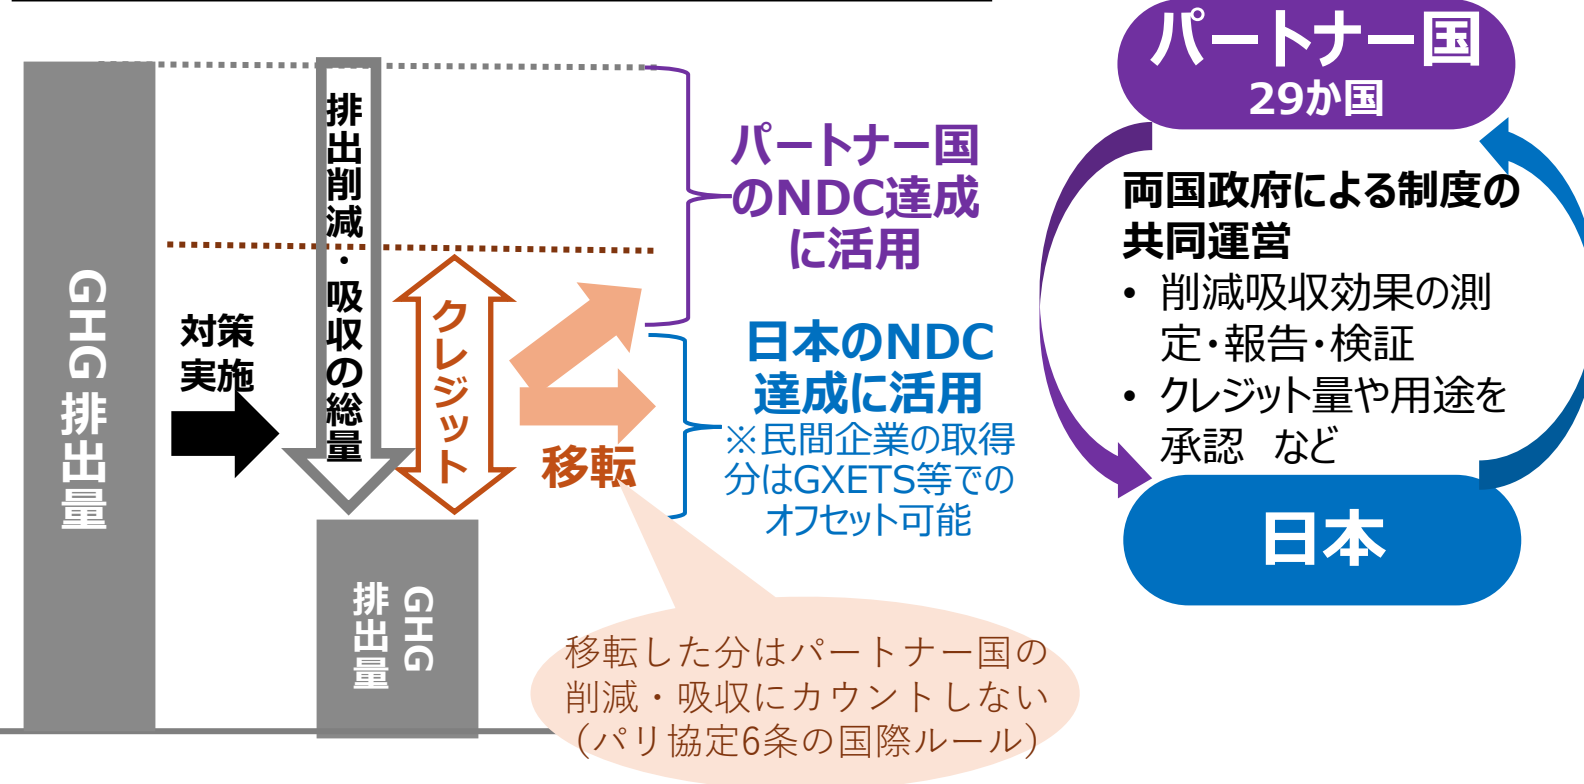 GHG排出量
対策
実施
排出削減・吸収の総量
クレジット
移転
GHG
排出量
パートナー国
のNDC達成
に活用
日本のNDC
達成に活用
※民間企業の取得
分はGXETS等での
オフセット可能
移転した分はパートナー国の
削減・吸収にカウントしない
（パリ協定6条の国際ルール）
パートナー国
29か国
両国政府による制度の
共同運営
• 削減吸収効果の測
定・報告・検証
• クレジット量や用途を
承認　など
日本